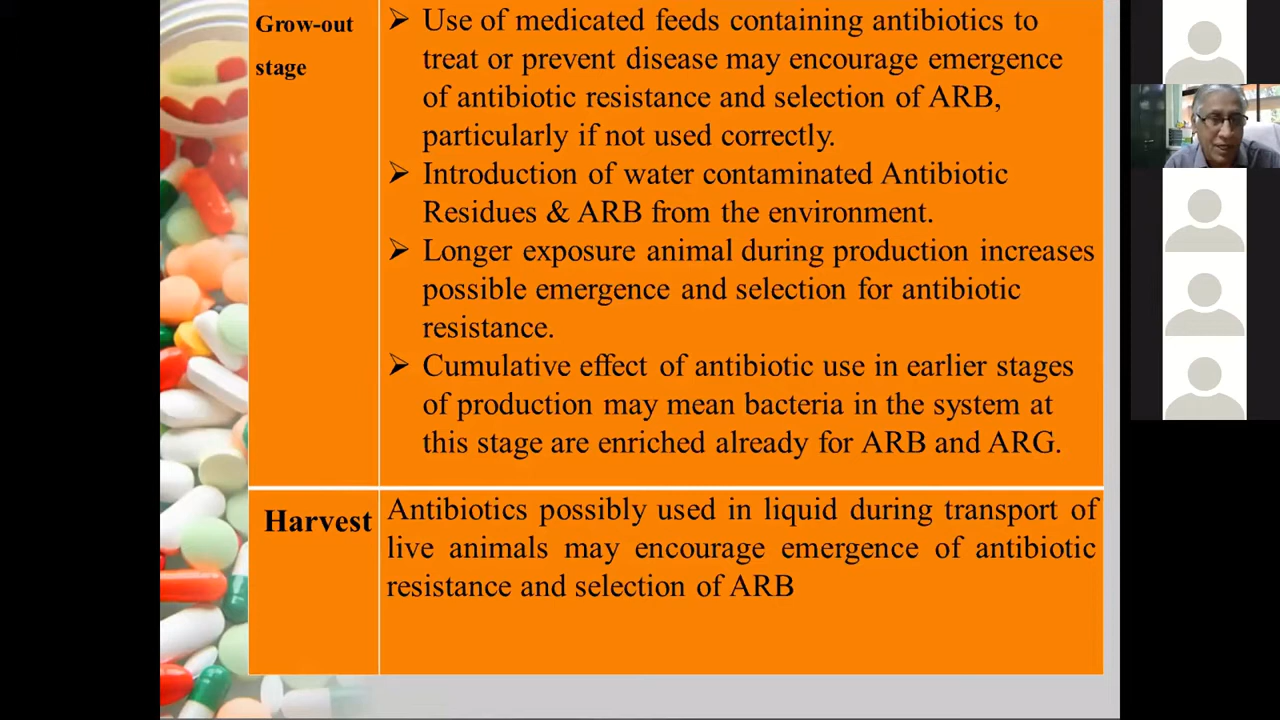 Grow-out
stage
➢ Use of medicated feeds containing antibiotics to
treat or prevent disease may encourage emergence
of antibiotic resistance and selection of ARB,
particularly if not used correctly.
➢ Introduction of water contaminated Antibiotic
Residues & ARB from the environment.
➢ Longer exposure animal during production increases
possible emergence and selection for antibiotic
resistance.
➢ Cumulative effect of antibiotic use in earlier stages
of production may mean bacteria in the system at
this stage are enriched already for ARB and ARG.
Harvest
Antibiotics possibly used in liquid during transport of
live animals may encourage emergence of antibiotic
resistance and selection of ARB